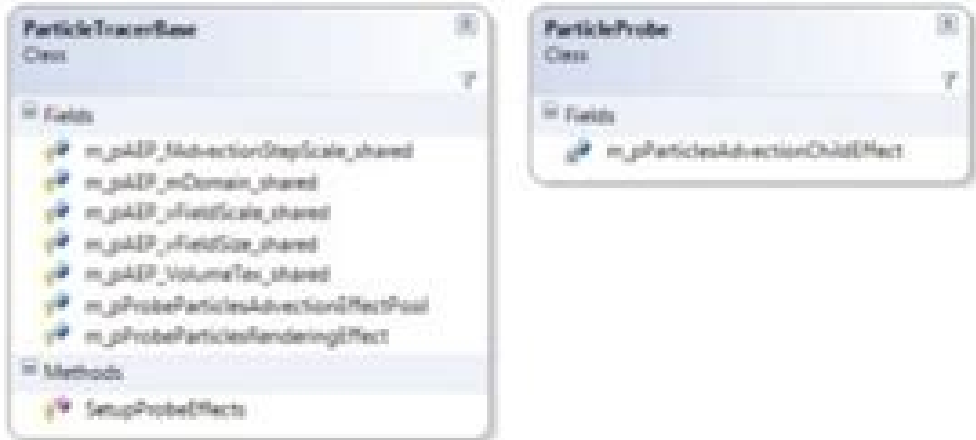 ParticleTracerBase
Class
Fields
m_pAEP_fAdvectionStepScale_shared
m_pAEP_mDomain_shared
m_pAEP_vFieldScale_shared
m_pAEP_vFieldSize_shared
m_pAEP_VolumeTex_shared
m_pProbeParticlesAdvectionEffectPool
m_pProbeParticlesRenderingEffect
Methods
SetupProbeEffects
ParticleProbe
Class
Fields
m_pParticlesAdvectionChildEffect